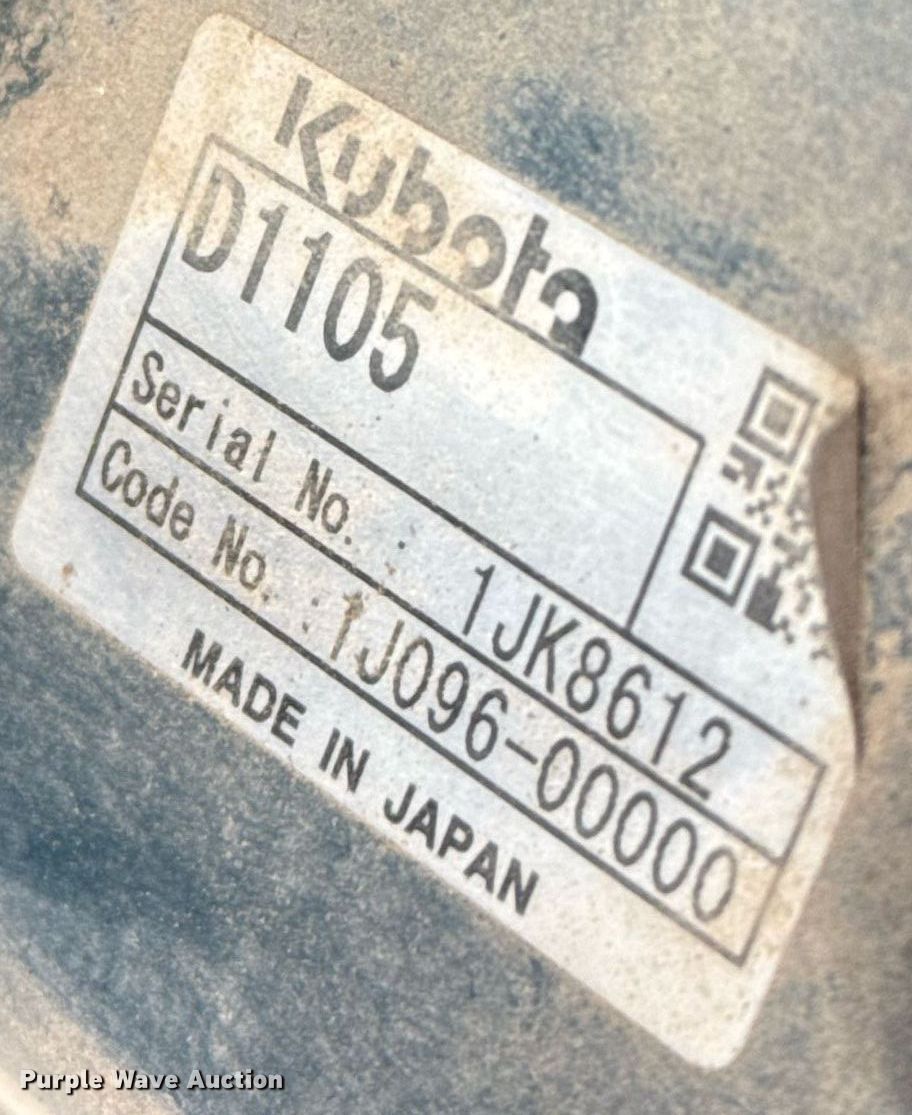 Kubota
D1105
Serial No. : 1JK8612
Code No. : 1J096-00000
MADE IN JAPAN
Purple Wave Auction